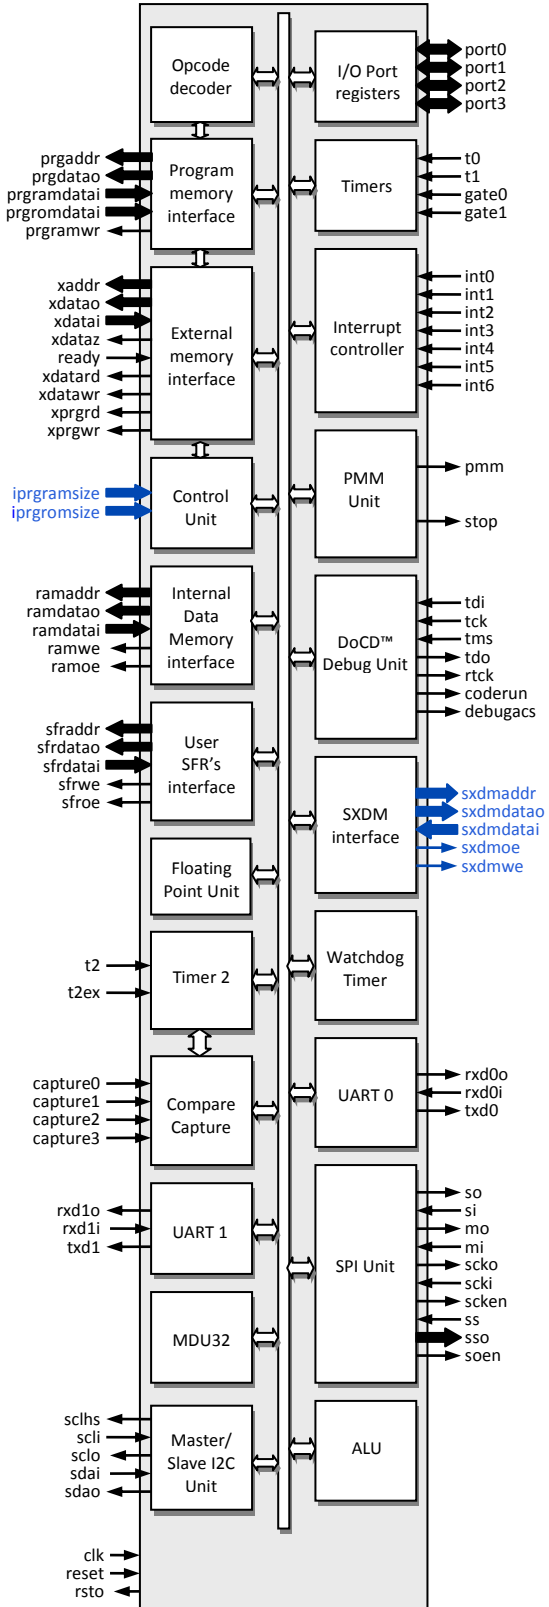 Opcode
decoder
I/O Port
registers
port0
port1
port2
port3
prgaddr
prgdatao
prgramdatai
prgromdatai
prgramwr
Program
memory
interface
Timers
t0
t1
gate0
gate1
xaddr
xdatao
xdatai
xdataz
ready
xdatard
xdatawr
xprgrd
xprgwr
External
memory
interface
Interrupt
controller
int0
int1
int2
int3
int4
int5
int6
iprgramsize
iprgromsize
Control
Unit
PMM
Unit
pmm
stop
ramaddr
ramdatao
ramdatai
ramwe
ramoe
Internal
Data
Memory
interface
DoCD™
Debug Unit
tdi
tck
tms
tdo
rtck
coderun
debugacs
sfraddr
sfrdatao
sfrdatai
sfrwe
sfroe
User
SFR's
interface
SXDM
interface
sxdmaddr
sxdmdatao
sxdmdatai
sxdmoe
sxdmwe
Floating
Point Unit
t2
t2ex
Timer 2
Watchdog
Timer
capture0
capture1
capture2
capture3
Compare
Capture
UART 0
rxd0o
rxd0i
txd0
rxd1o
rxd1i
txd1
UART 1
SPI Unit
so
si
mo
mi
scko
scki
scken
ss
sso
soen
MDU32
sclhs
scli
sclo
sdai
sdao
Master/
Slave I2C
Unit
ALU
clk
reset
rsto